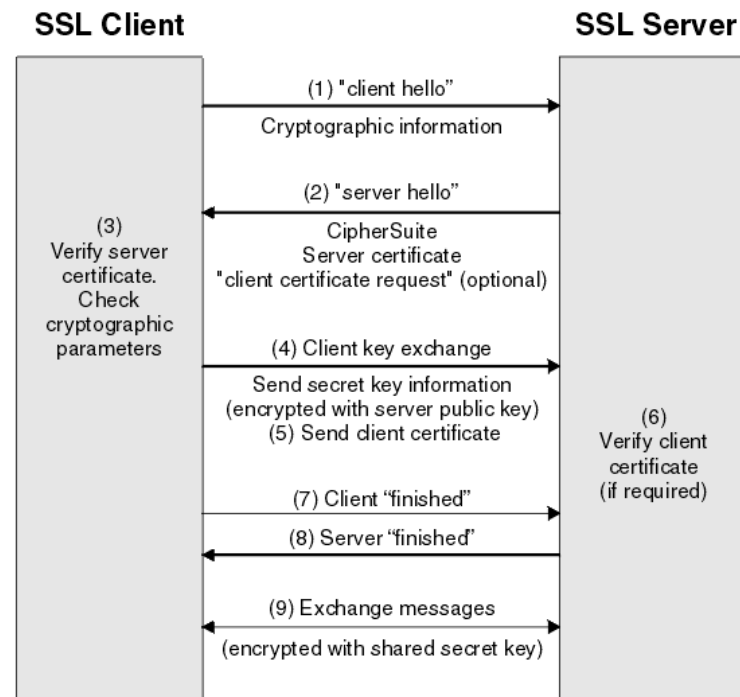 SSL Client
SSL Server
(1) "client hello”
Cryptographic information
(2) "server hello”
CipherSuite
Server certificate
"client certificate request" (optional)
(3)
Verify server
certificate.
Check
cryptographic
parameters
(4) Client key exchange
Send secret key information
(encrypted with server public key)
(5) Send client certificate
(6)
Verify client
certificate
(if required)
(7) Client “finished”
(8) Server “finished”
(9) Exchange messages
(encrypted with shared secret key)